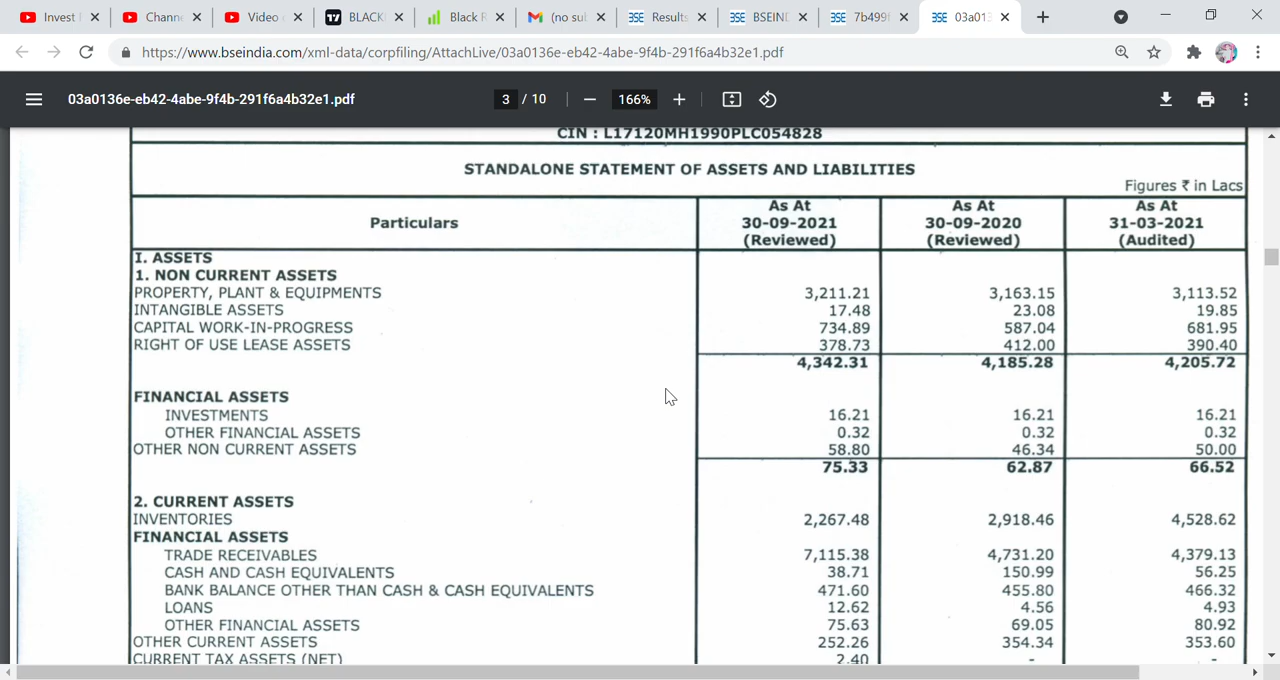 Invest
Chann
Video
BLACK
Black R
(no sub
Results
BSEIND
7b499f
03a013
https://www.bseindia.com/xml-data/corpfiling/AttachLive/03a0136e-eb42-4abe-9f4b-291f6a4b32e1.pdf
03a0136e-eb42-4abe-9f4b-291f6a4b32e1.pdf 3 / 10 166%
CIN : L17120MH1990PLC054828
STANDALONE STATEMENT OF ASSETS AND LIABILITIES
Figures ₹ in Lacs
Particulars
As At 30-09-2021 (Reviewed)
As At 30-09-2020 (Reviewed)
As At 31-03-2021 (Audited)
I. ASSETS
1. NON CURRENT ASSETS
PROPERTY, PLANT & EQUIPMENTS 3,211.21 3,163.15 3,113.52
INTANGIBLE ASSETS 17.48 23.08 19.85
CAPITAL WORK-IN-PROGRESS 734.89 587.04 681.95
RIGHT OF USE LEASE ASSETS 378.73 412.00 390.40
4,342.31 4,185.28 4,205.72
FINANCIAL ASSETS
INVESTMENTS 16.21 16.21 16.21
OTHER FINANCIAL ASSETS 0.32 0.32 0.32
OTHER NON CURRENT ASSETS 58.80 46.34 50.00
75.33 62.87 66.52
2. CURRENT ASSETS
INVENTORIES 2,267.48 2,918.46 4,528.62
FINANCIAL ASSETS
TRADE RECEIVABLES 7,115.38 4,731.20 4,379.13
CASH AND CASH EQUIVALENTS 38.71 150.99 56.25
BANK BALANCE OTHER THAN CASH & CASH EQUIVALENTS 471.60 455.80 466.32
LOANS 12.62 4.56 4.93
OTHER FINANCIAL ASSETS 75.63 69.05 80.92
OTHER CURRENT ASSETS 252.26 354.34 353.60
CURRENT TAX ASSETS (NET) 2.40 - -